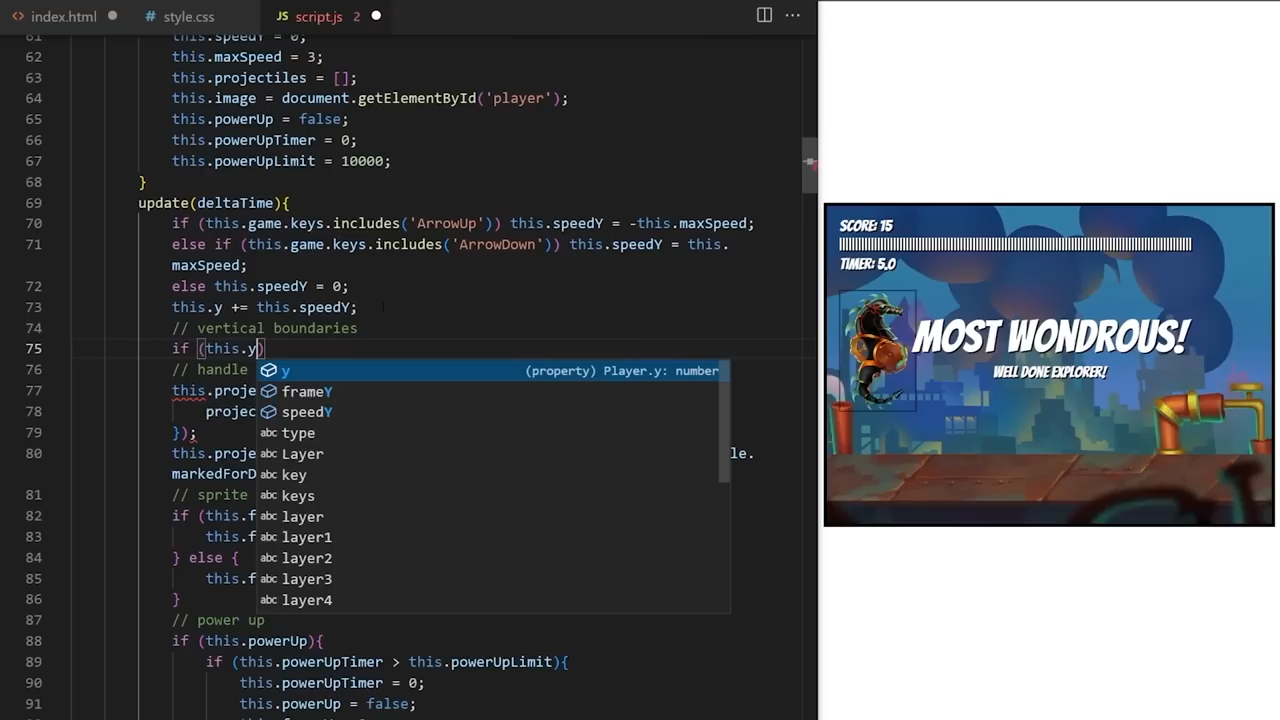 index.html
style.css
script.js 2
61 this.speedY = 0;
62 this.maxSpeed = 3;
63 this.projectiles = [];
64 this.image = document.getElementById('player');
65 this.powerUp = false;
66 this.powerUpTimer = 0;
67 this.powerUpLimit = 10000;
68 }
69 update(deltaTime){
70 if (this.game.keys.includes('ArrowUp')) this.speedY = -this.maxSpeed;
71 else if (this.game.keys.includes('ArrowDown')) this.speedY = this.
maxSpeed;
72 else this.speedY = 0;
73 this.y += this.speedY;
74 // vertical boundaries
75 if (this.y)
76 // handle
77 this.proje
78 projec
79 });
80 this.proje le.
markedForD
81 // sprite
82 if (this.f
83 this.f
84 } else {
85 this.f
86 }
87 // power up
88 if (this.powerUp){
89 if (this.powerUpTimer > this.powerUpLimit){
90 this.powerUpTimer = 0;
91 this.powerUp = false;
y (property) Player.y: number
frameY
speedY
abc type
abc Layer
abc key
abc keys
abc layer
abc layer1
abc layer2
abc layer3
abc layer4
SCORE: 15
TIMER: 5.0
MOST WONDROUS!
WELL DONE EXPLORER!